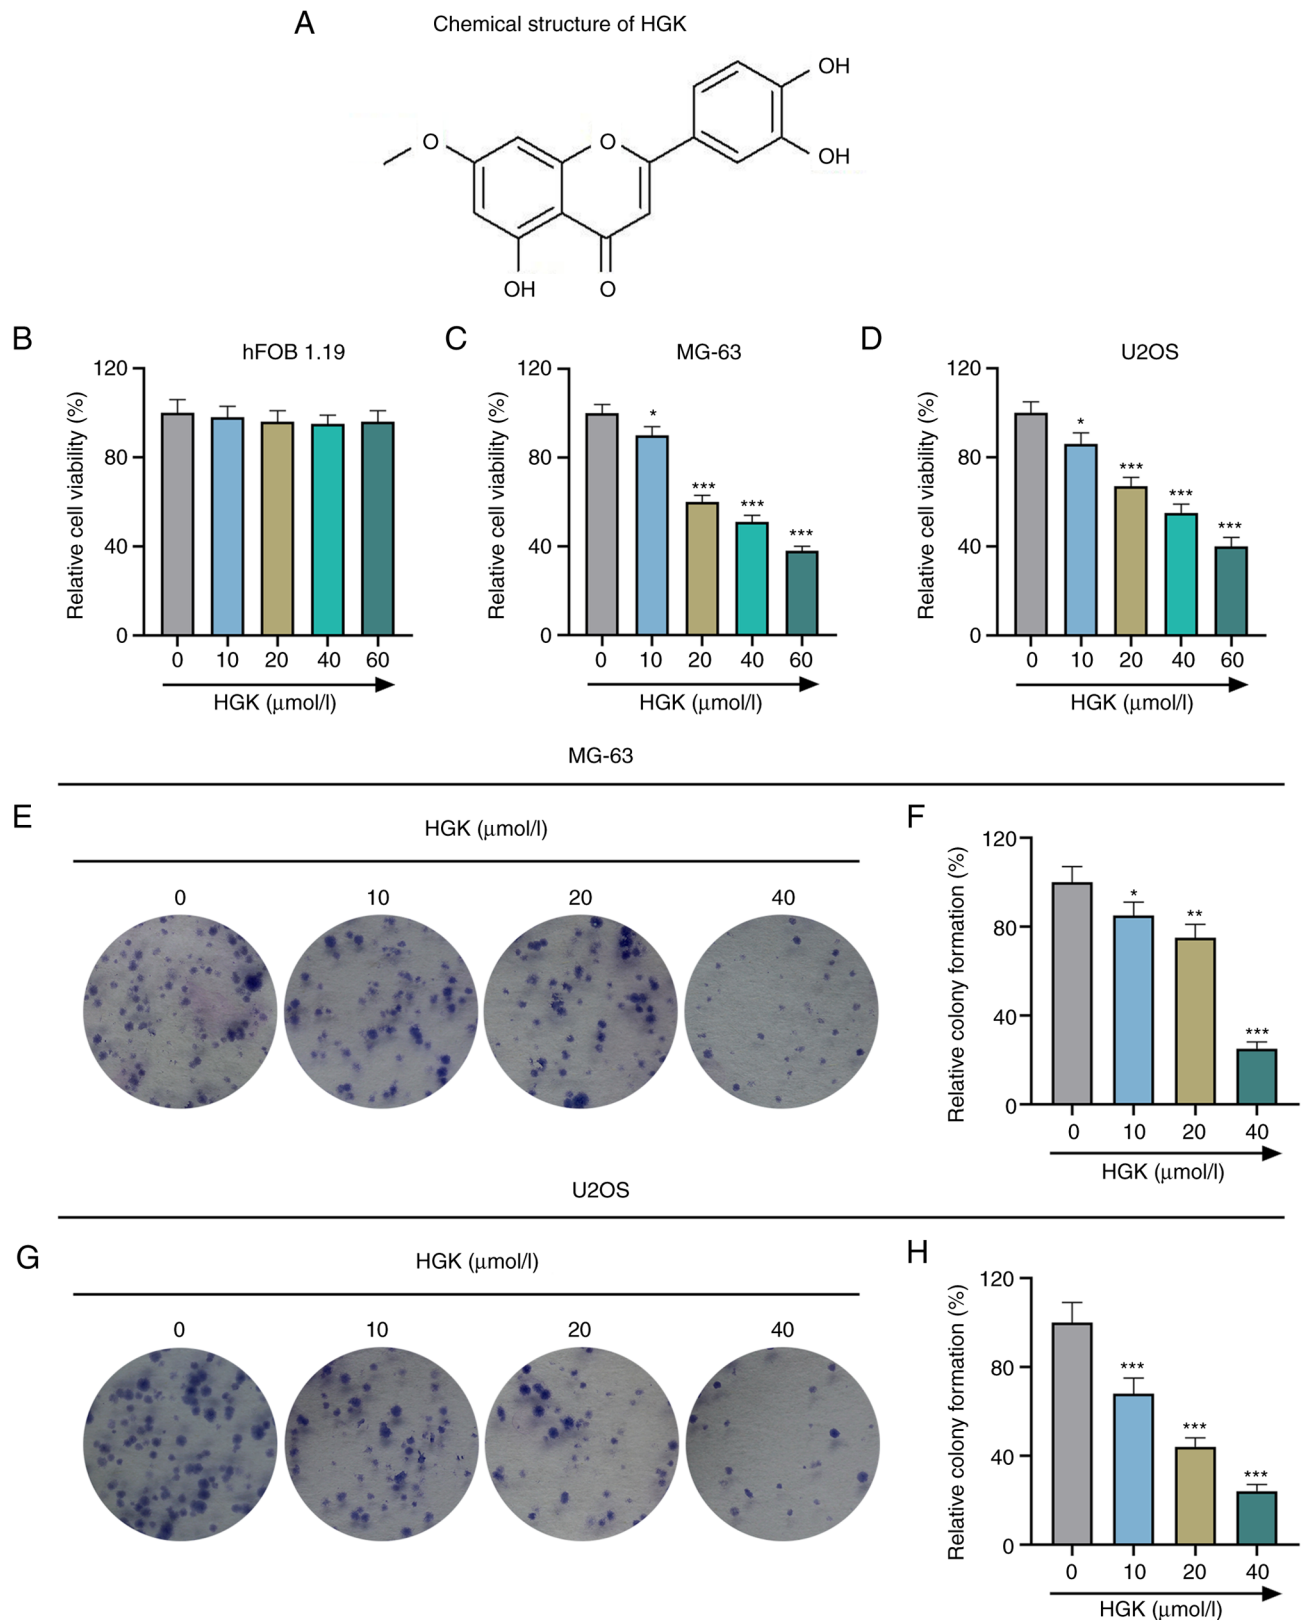 A
Chemical structure of HGK
OH
O
O
OH
OH
O
B
hFOB 1.19
Relative cell viability (%)
120
80
40
0
0 10 20 40 60
HGK (μmol/l)
C
MG-63
Relative cell viability (%)
120
80
40
0
*
***
***
***
0 10 20 40 60
HGK (μmol/l)
D
U2OS
Relative cell viability (%)
120
80
40
0
*
***
***
***
0 10 20 40 60
HGK (μmol/l)
MG-63
E
HGK (μmol/l)
0 10 20 40
F
Relative colony formation (%)
120
80
40
0
*
**
***
0 10 20 40
HGK (μmol/l)
U2OS
G
HGK (μmol/l)
0 10 20 40
H
Relative colony formation (%)
120
80
40
0
***
***
***
0 10 20 40
HGK (μmol/l)